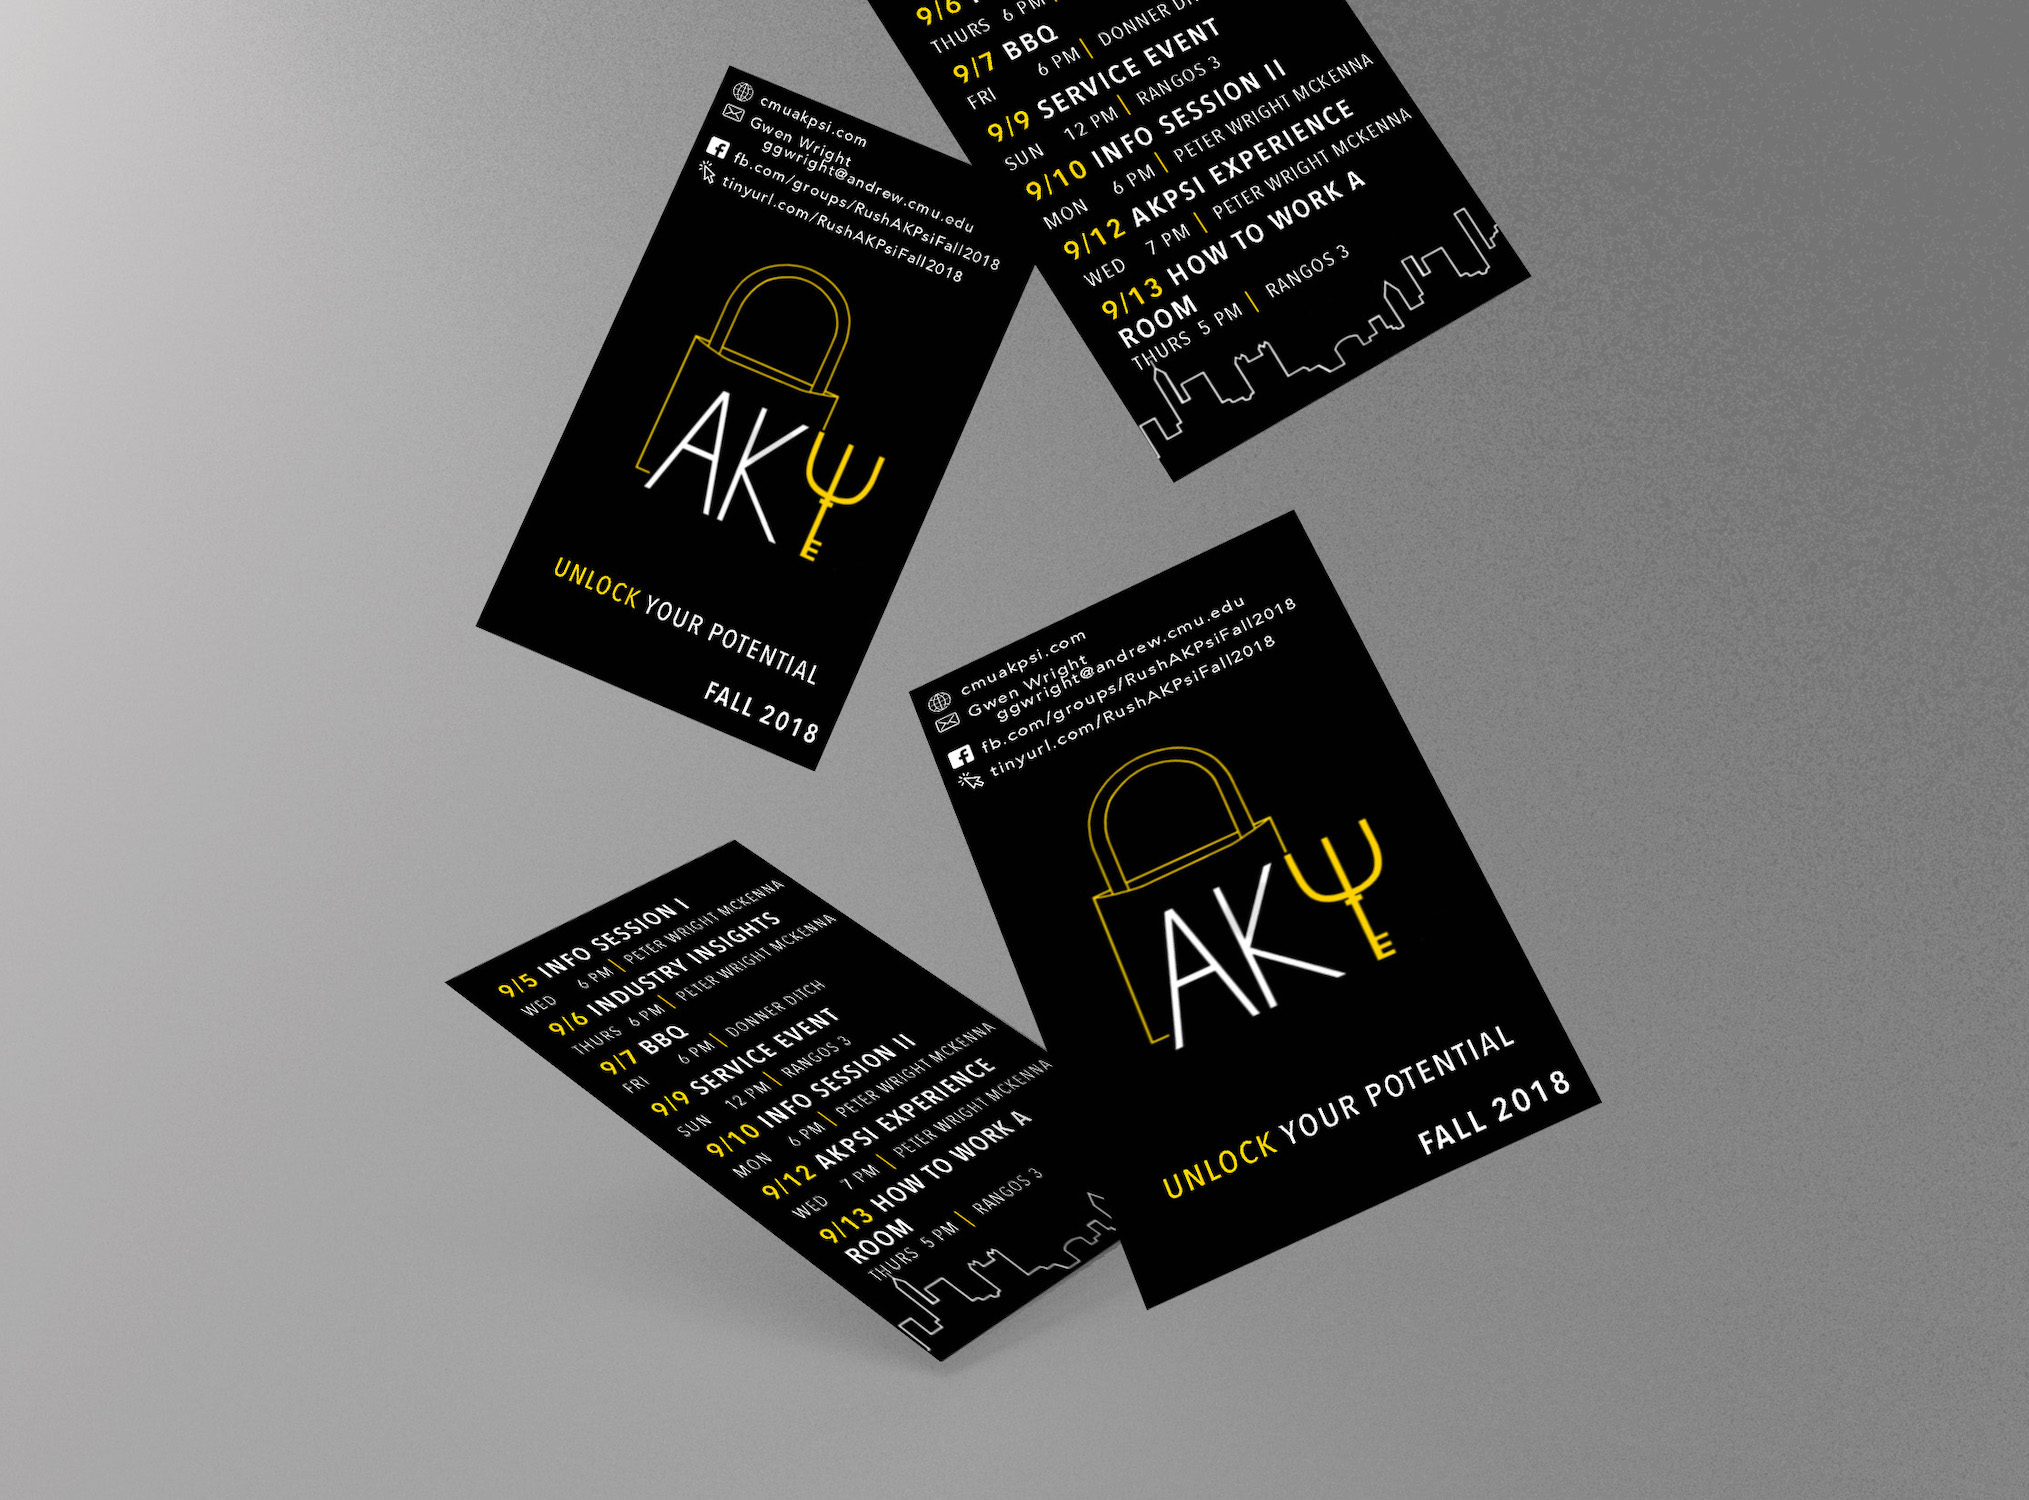 9/6
THURS 6 PM |
9/7 BBQ
FRI 6 PM | DONNER
9/9 SERVICE EVENT
SUN 12 PM | RANGOS 3
9/10 INFO SESSION II
MON 6 PM | PETER WRIGHT MCKENNA
9/12 AKPSI EXPERIENCE
WED 7 PM | PETER WRIGHT MCKENNA
9/13 HOW TO WORK A
ROOM
THURS 5 PM | RANGOS 3
cmuakpsi.com
Gwen Wright
ggwright@andrew.cmu.edu
fb.com/groups/RushAKPsiFall2018
tinyurl.com/RushAKPsiFall2018
AKΨ
UNLOCK YOUR POTENTIAL
FALL 2018
cmuakpsi.com
Gwen Wright
ggwright@andrew.cmu.edu
fb.com/groups/RushAKPsiFall2018
tinyurl.com/RushAKPsiFall2018
AKΨ
UNLOCK YOUR POTENTIAL
FALL 2018
9/5 INFO SESSION I
WED 6 PM | PETER WRIGHT MCKENNA
9/6 INDUSTRY INSIGHTS
THURS 6 PM | PETER WRIGHT MCKENNA
9/7 BBQ
FRI 6 PM | DONNER DITCH
9/9 SERVICE EVENT
SUN 12 PM | RANGOS 3
9/10 INFO SESSION II
MON 6 PM | PETER WRIGHT MCKENNA
9/12 AKPSI EXPERIENCE
WED 7 PM | PETER WRIGHT MCKENNA
9/13 HOW TO WORK A
ROOM
THURS 5 PM | RANGOS 3